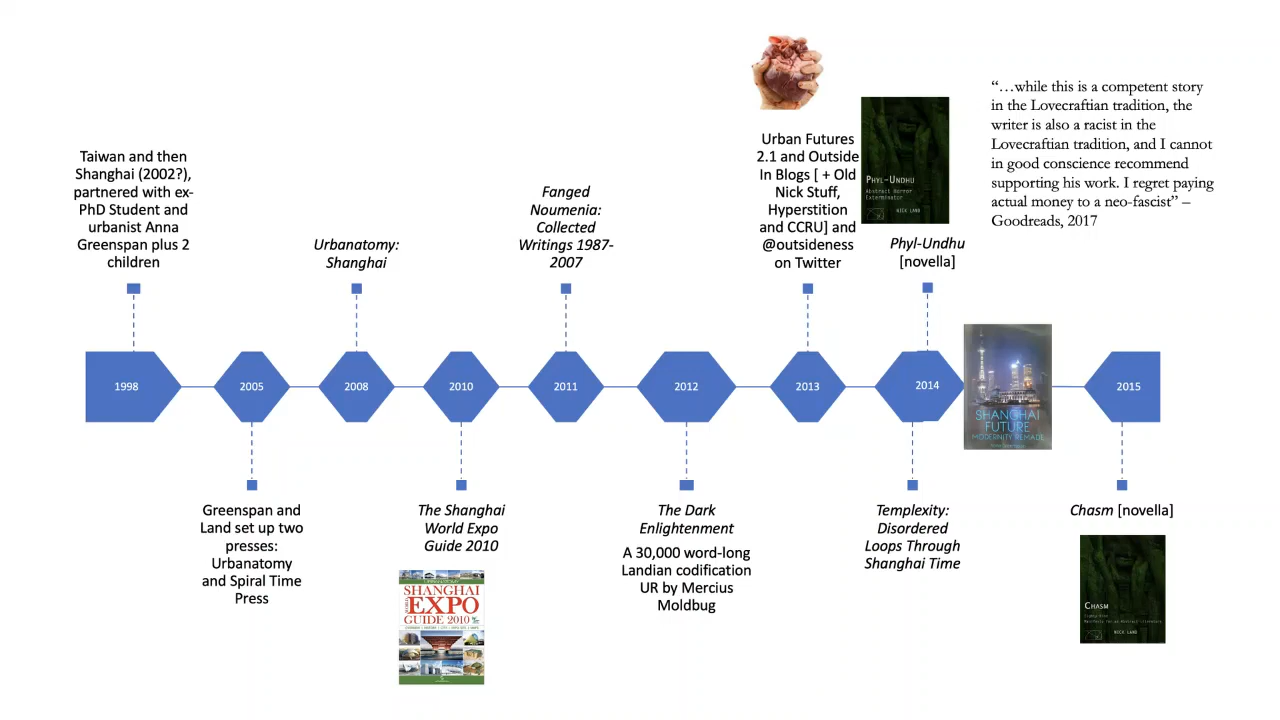 Taiwan and then
Shanghai (2002?),
partnered with ex-
PhD Student and
urbanist Anna
Greenspan plus 2
children
Urbanatomy:
Shanghai
Fanged
Noumenia:
Collected
Writings 1987-
2007
Urban Futures
2.1 and Outside
In Blogs [ + Old
Nick Stuff,
Hyperstition
and CCRU] and
@outsideness
on Twitter
PHYL-UNDHU
Abstract Horror
Exterminator
NICK LAND
Phyl-Undhu
[novella]
“…while this is a competent story
in the Lovecraftian tradition, the
writer is also a racist in the
Lovecraftian tradition, and I cannot
in good conscience recommend
supporting his work. I regret paying
actual money to a neo-fascist” –
Goodreads, 2017
1998
2005
2008
2010
2011
2012
2013
2014
SHANGHAI
FUTURE
MODERNITY REMADE
2015
Greenspan and
Land set up two
presses:
Urbanatomy
and Spiral Time
Press
The Shanghai
World Expo
Guide 2010
SHANGHAI
WORLD EXPO
GUIDE 2010
The Dark
Enlightenment
A 30,000 word-long
Landian codification
UR by Mercius
Moldbug
Templexity:
Disordered
Loops Through
Shanghai Time
Chasm [novella]
CHASM
NICK LAND